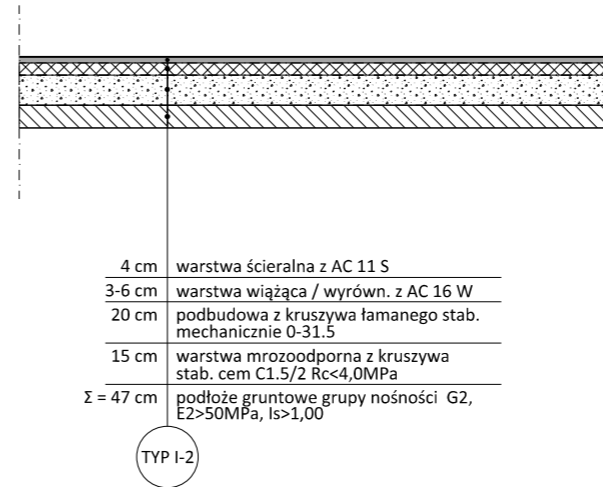 4 cm warstwa ścieralna z AC 11 S
3-6 cm warstwa wiążąca / wyrówn. z AC 16 W
20 cm podbudowa z kruszywa łamanego stab.
mechanicznie 0-31.5
15 cm warstwa mrozoodporna z kruszywa
stab. cem C1.5/2 Rc<4,0MPa
Σ = 47 cm podłoże gruntowe grupy nośności G2,
E2>50MPa, Is>1,00
TYP I-2